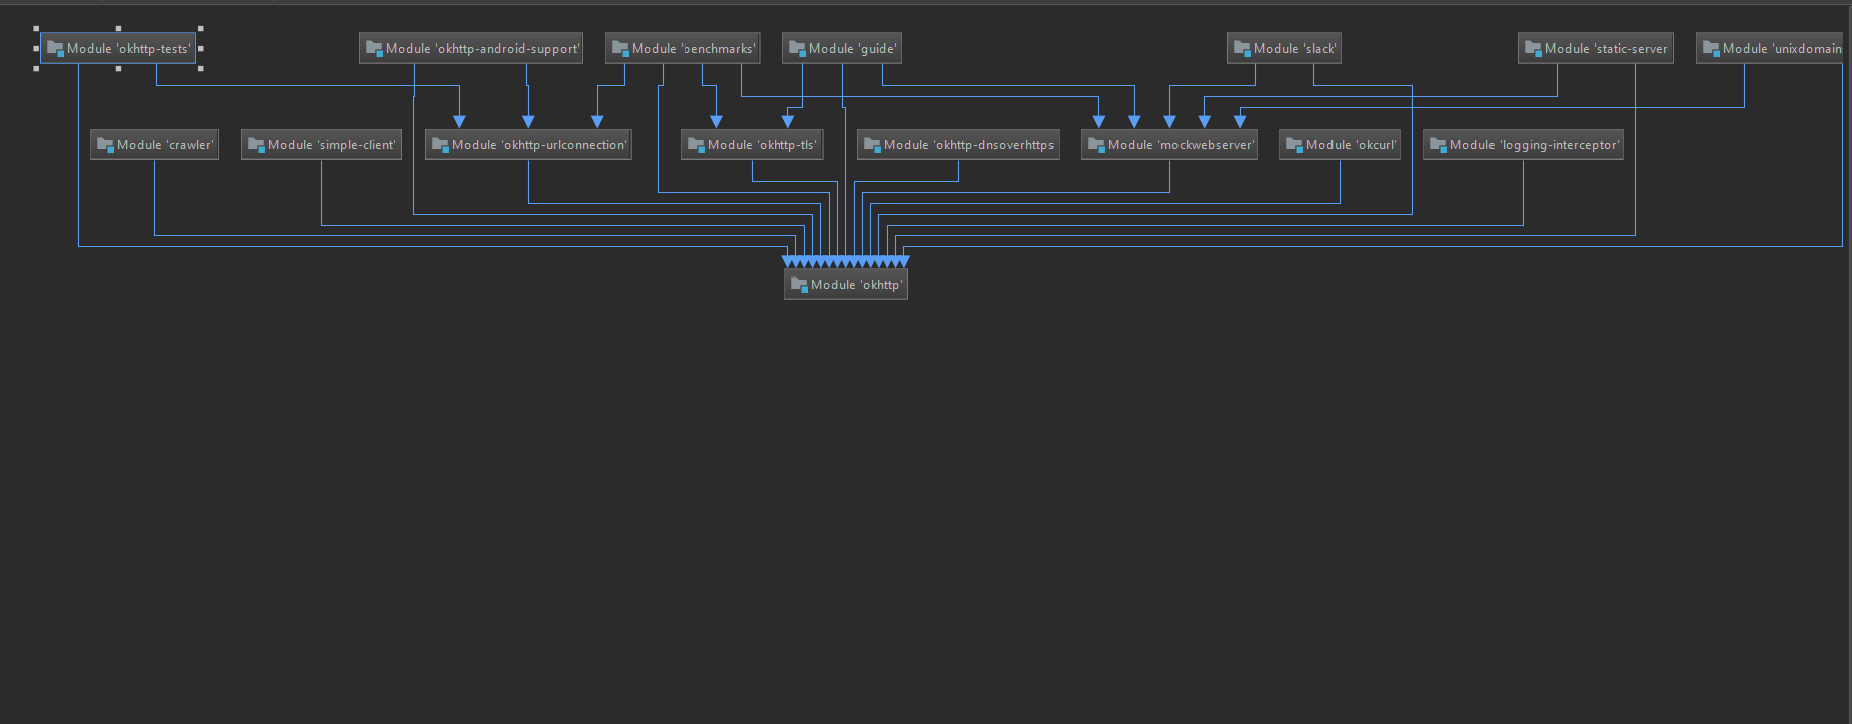 Module 'okhttp-tests'
Module 'okhttp-android-support'
Module 'benchmarks'
Module 'guide'
Module 'slack'
Module 'static-server
Module 'unixdomain
Module 'crawler'
Module 'simple-client'
Module 'okhttp-urlconnection'
Module 'okhttp-tls'
Module 'okhttp-dnsoverhttps
Module 'mockwebserver'
Module 'okcurl'
Module 'logging-interceptor'
Module 'okhttp'